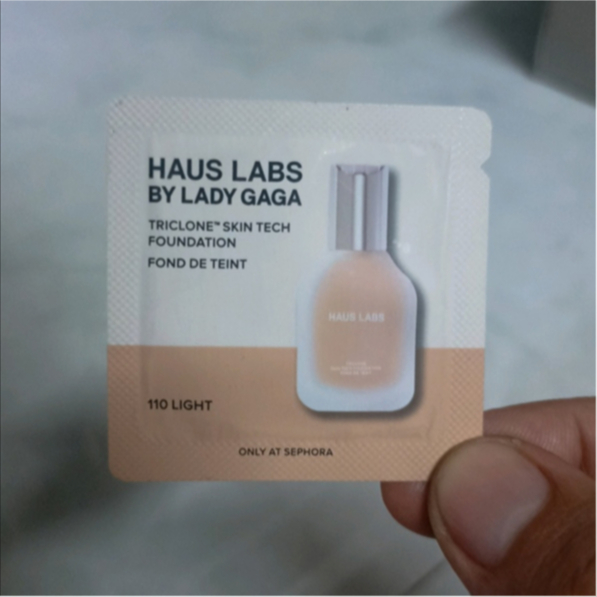 HAUS LABS
BY LADY GAGA
TRICLONE™ SKIN TECH
FOUNDATION
FOND DE TEINT
HAUS LABS
110 LIGHT
ONLY AT SEPHORA